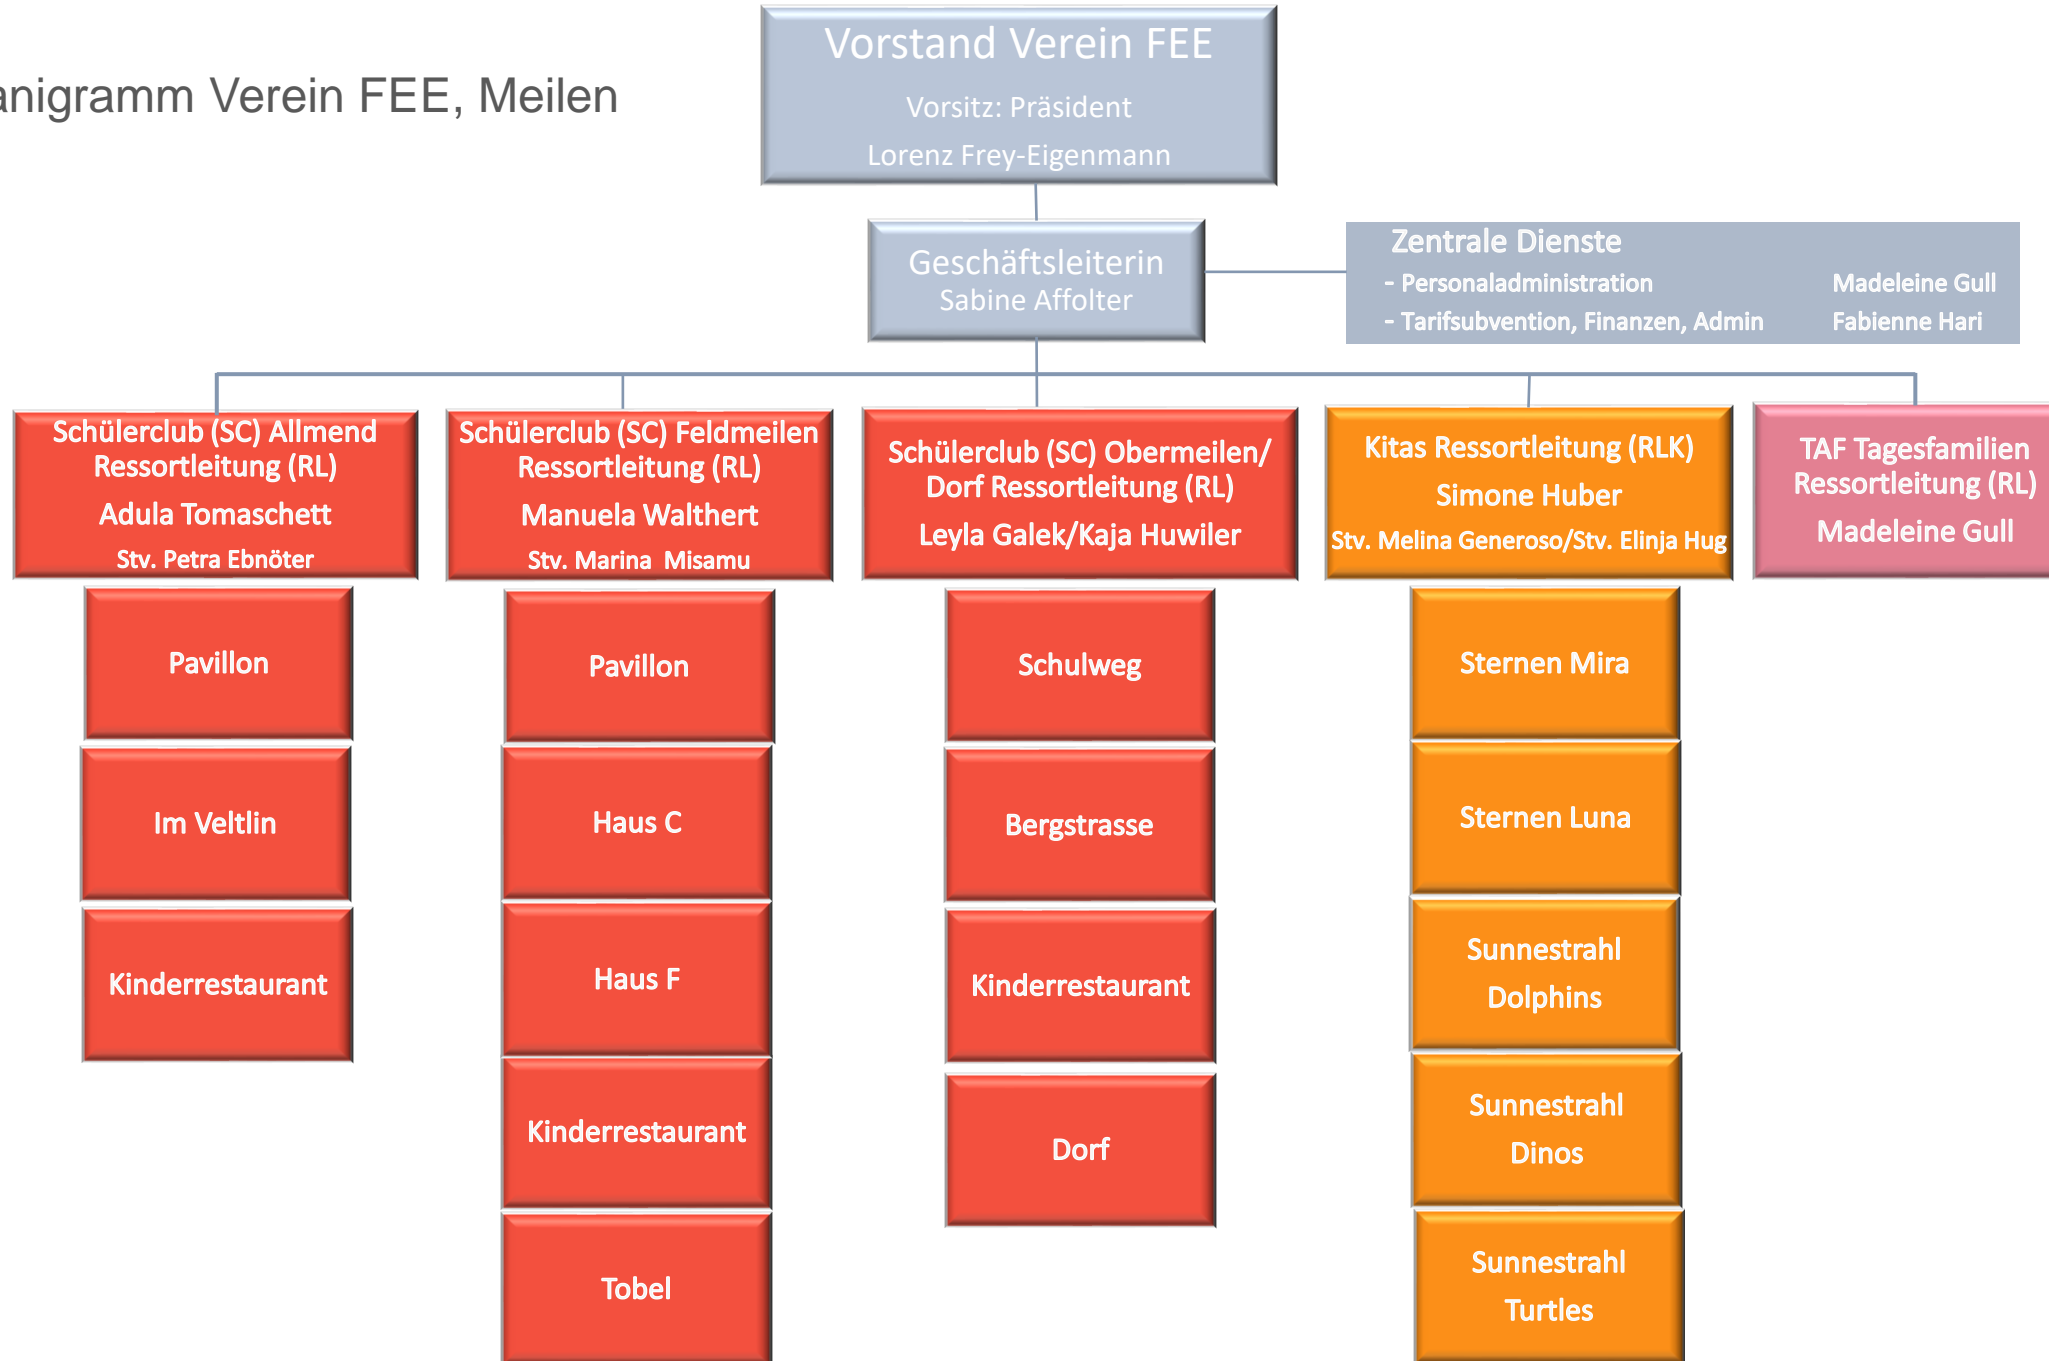 anigramm Verein FEE, Meilen
Vorstand Verein FEE
Vorsitz: Präsident
Lorenz Frey-Eigenmann
Geschäftsleiterin
Sabine Affolter
Zentrale Dienste
- Personaladministration Madeleine Gull
- Tarifsubvention, Finanzen, Admin Fabienne Hari
Schülerclub (SC) Allmend
Ressortleitung (RL)
Adula Tomaschett
Stv. Petra Ebnöter
Pavillon
Im Veltlin
Kinderrestaurant
Schülerclub (SC) Feldmeilen
Ressortleitung (RL)
Manuela Walthert
Stv. Marina Misamu
Pavillon
Haus C
Haus F
Kinderrestaurant
Tobel
Schülerclub (SC) Obermeilen/
Dorf Ressortleitung (RL)
Leyla Galek/Kaja Huwiler
Schulweg
Bergstrasse
Kinderrestaurant
Dorf
Kitas Ressortleitung (RLK)
Simone Huber
Stv. Melina Generoso/Stv. Elinja Hug
Sternen Mira
Sternen Luna
Sunnestrahl
Dolphins
Sunnestrahl
Dinos
Sunnestrahl
Turtles
TAF Tagesfamilien
Ressortleitung (RL)
Madeleine Gull